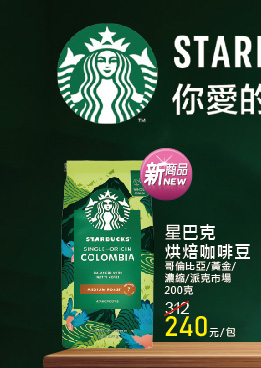 STAR
你愛的
新商品
NEW
STARBUCKS
SINGLE-ORIGIN
COLOMBIA
MEDIUM ROAST
星巴克
烘焙咖啡豆
哥倫比亞/黃金/
濃縮/派克市場
200克
312
240元/包
TM